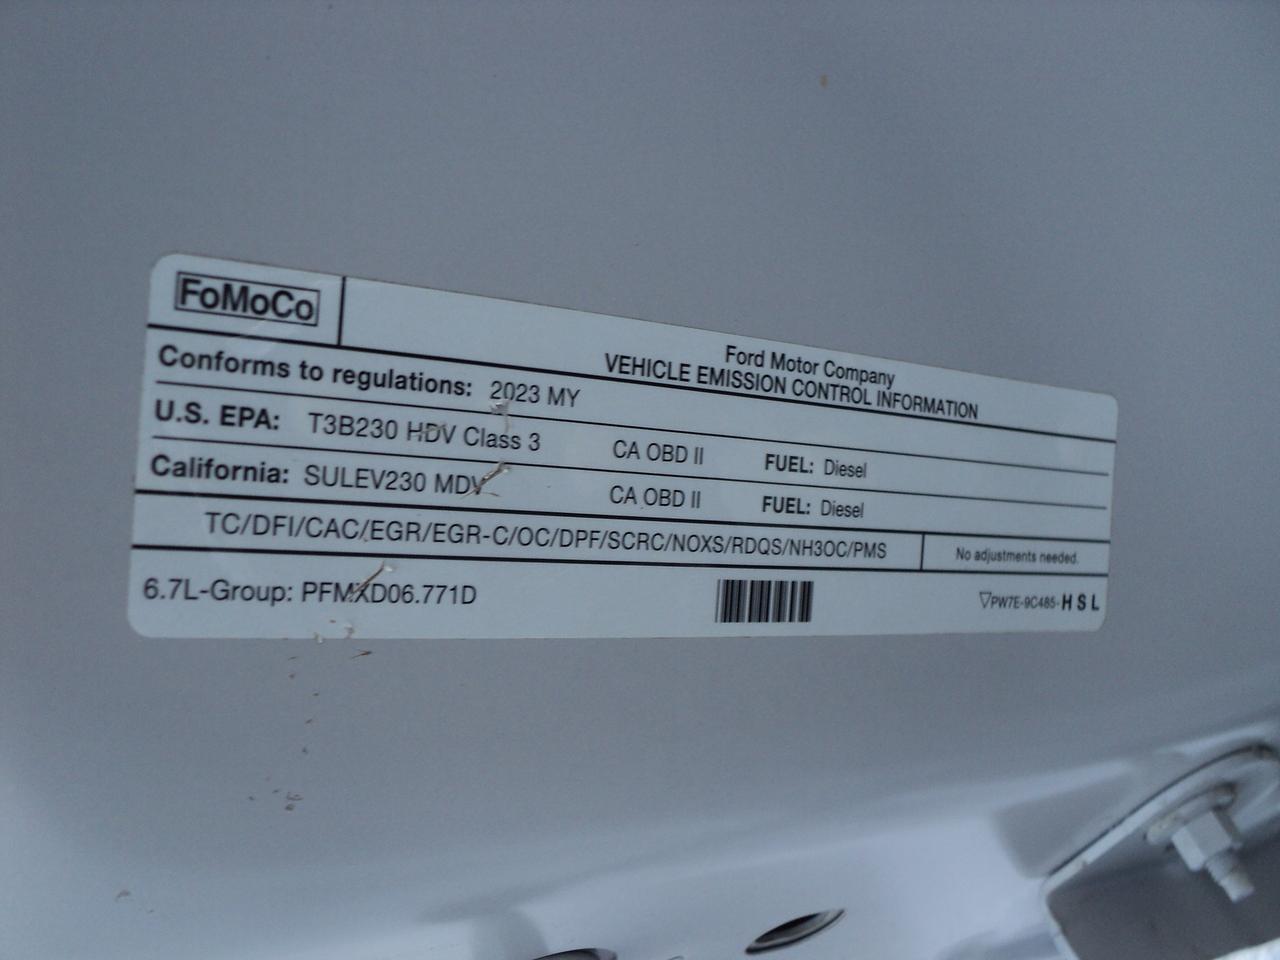 FoMoCo
Ford Motor Company
VEHICLE EMISSION CONTROL INFORMATION
Conforms to regulations: 2023 MY
U.S. EPA: T3B230 HDV Class 3 CA OBD II FUEL: Diesel
California: SULEV230 MDV CA OBD II FUEL: Diesel
TC/DFI/CAC/EGR/EGR-C/OC/DPF/SCRC/NOXS/RDQS/NH3OC/PMS No adjustments needed.
6.7L-Group: PFMXD06.771D PW7E-9C485-HSL